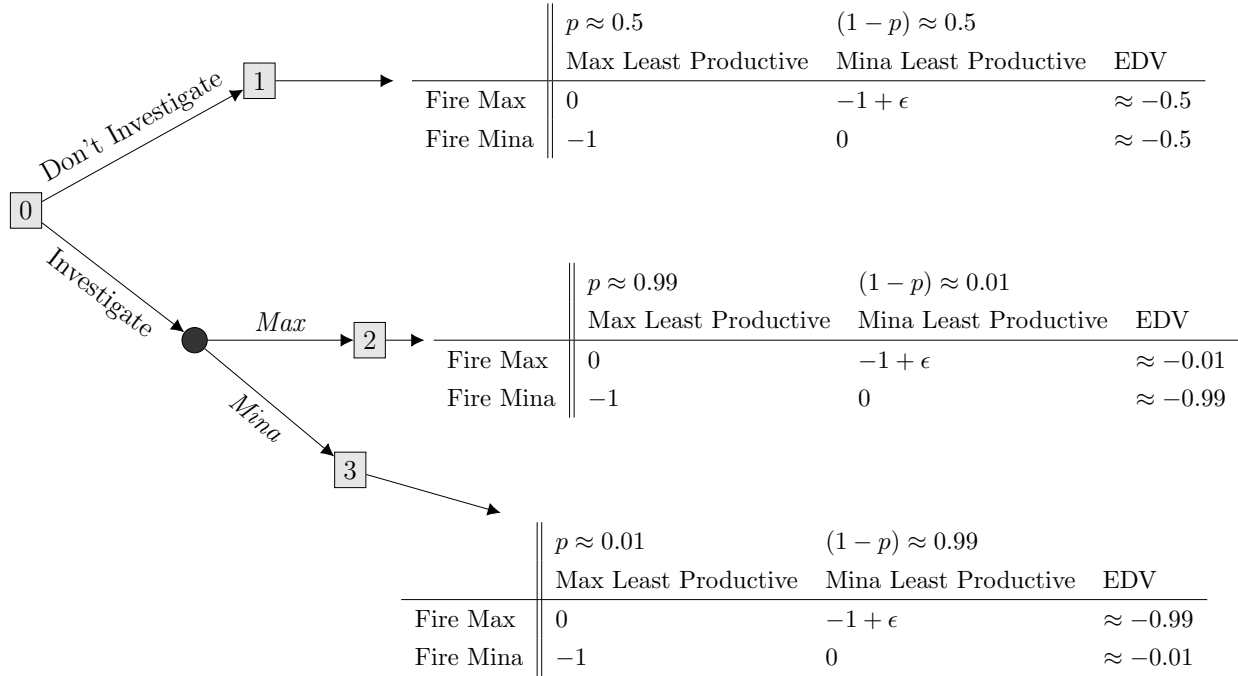 p ≈ 0.5 (1 − p) ≈ 0.5
Max Least Productive Mina Least Productive EDV
Fire Max 0 −1 + ϵ ≈ −0.5
Fire Mina −1 0 ≈ −0.5
1
Don't Investigate
0
Investigate
p ≈ 0.99 (1 − p) ≈ 0.01
Max Least Productive Mina Least Productive EDV
Fire Max 0 −1 + ϵ ≈ −0.01
Fire Mina −1 0 ≈ −0.99
Max
2
Mina
3
p ≈ 0.01 (1 − p) ≈ 0.99
Max Least Productive Mina Least Productive EDV
Fire Max 0 −1 + ϵ ≈ −0.99
Fire Mina −1 0 ≈ −0.01